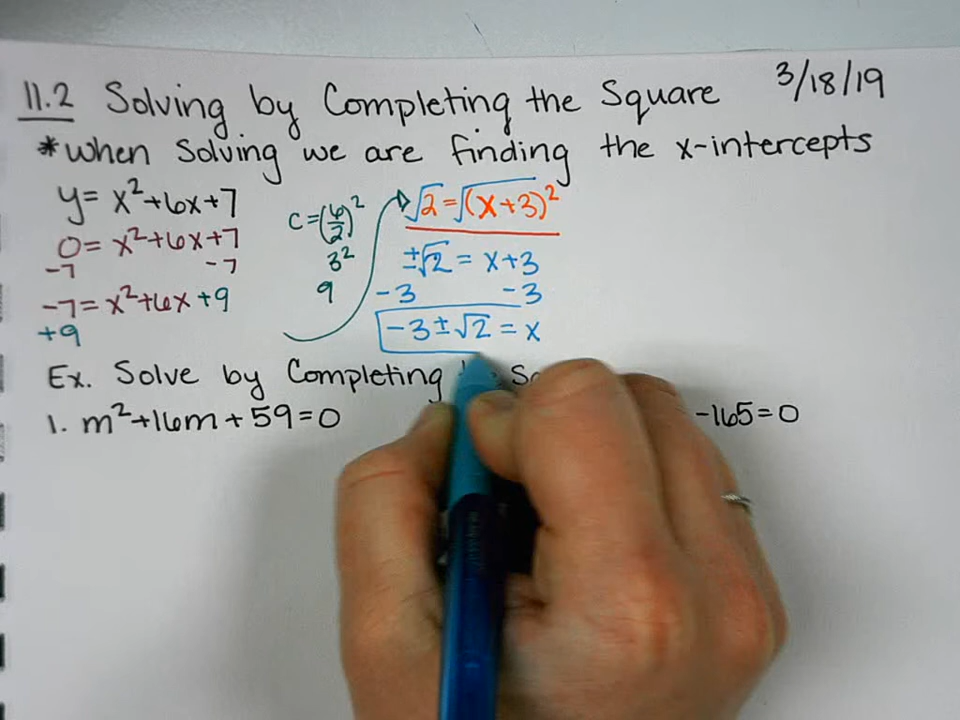 11.2 Solving by Completing the Square 3/18/19
*when solving we are finding the x-intercepts
y = x²+6x+7
0 = x²+6x+7
-7 -7
-7 = x²+6x+9
+9
c = (6/2)²
3²
9
√2 = √(x+3)²
±√2 = x+3
-3 -3
-3±√2 = x
Ex. Solve by Completing
1. m²+16m+59=0
-165=0